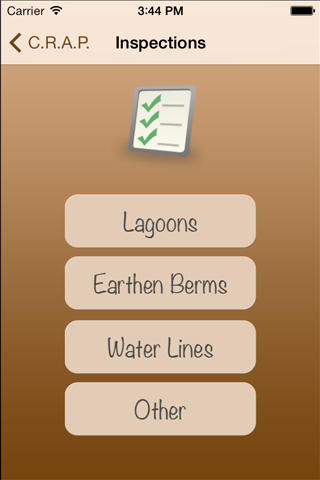 Carrier 3:44 PM
C.R.A.P. Inspections
Lagoons
Earthen Berms
Water Lines
Other